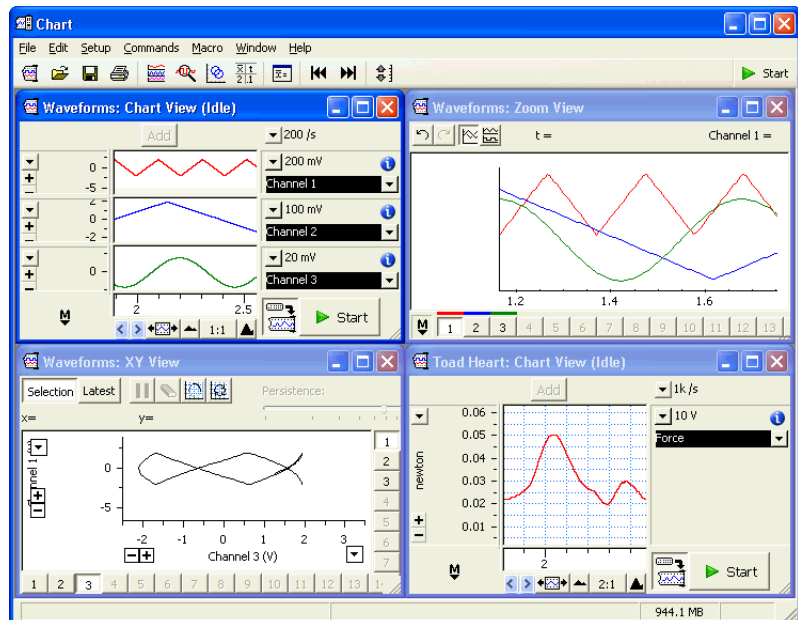 Chart
File Edit Setup Commands Macro Window Help
Start
Waveforms: Chart View (Idle)
Add
200 /s
0
-5
200 mV
Channel 1
2
0
-2
100 mV
Channel 2
0
20 mV
Channel 3
M
2 2.5
1:1
Start
Waveforms: Zoom View
t = Channel 1 =
1.2 1.4 1.6
M 1 2 3 4 5 6 7 8 9 10 11 12 13
Waveforms: XY View
Selection Latest Persistence:
x= y=
0
-5
-2 -1 0 1 2 3
Channel 3 (V)
1
2
3
4
5
6
7
1 2 3 4 5 6 7 8 9 10 11 12 13
Toad Heart: Chart View (Idle)
Add
1k /s
newton
0.06
0.05
0.04
0.03
0.02
0.01
10 V
Force
M
2
2:1
Start
944.1 MB